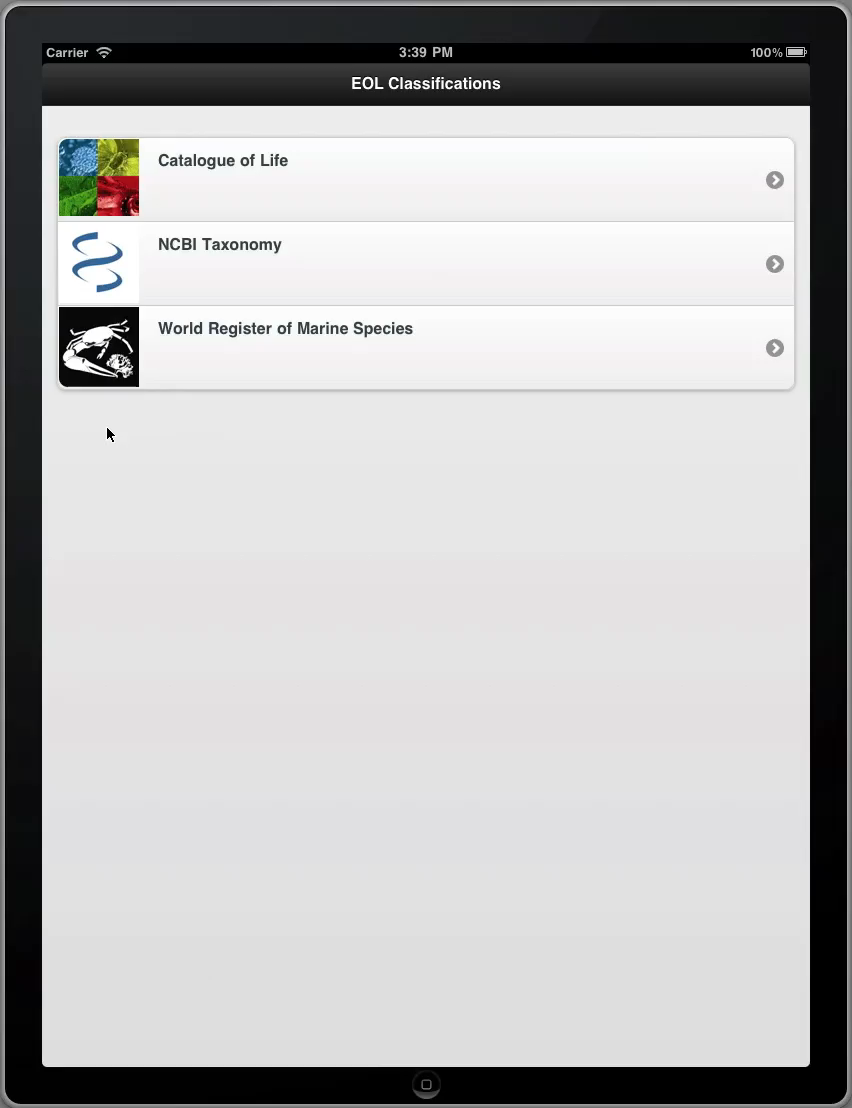 Carrier 3:39 PM 100%
EOL Classifications
Catalogue of Life
NCBI Taxonomy
World Register of Marine Species